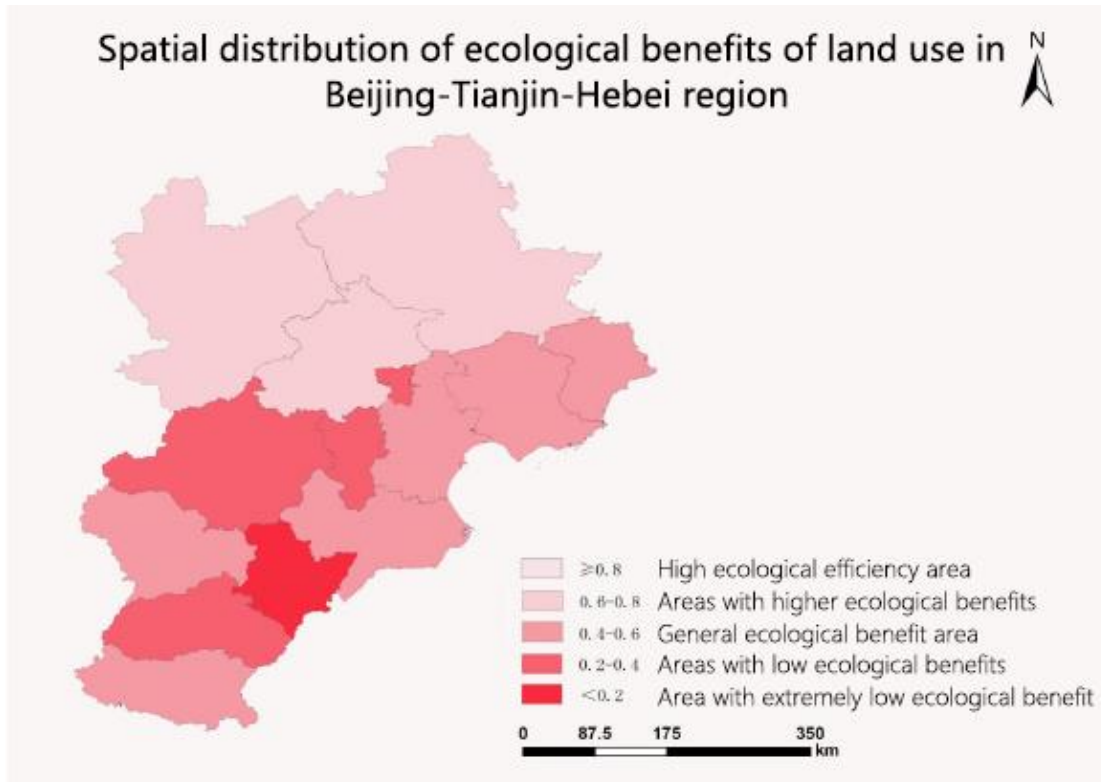 Spatial distribution of ecological benefits of land use in
Beijing-Tianjin-Hebei region
N
≥0.8 High ecological efficiency area
0.6-0.8 Areas with higher ecological benefits
0.4-0.6 General ecological benefit area
0.2-0.4 Areas with low ecological benefits
<0.2 Area with extremely low ecological benefit
0 87.5 175 350
km